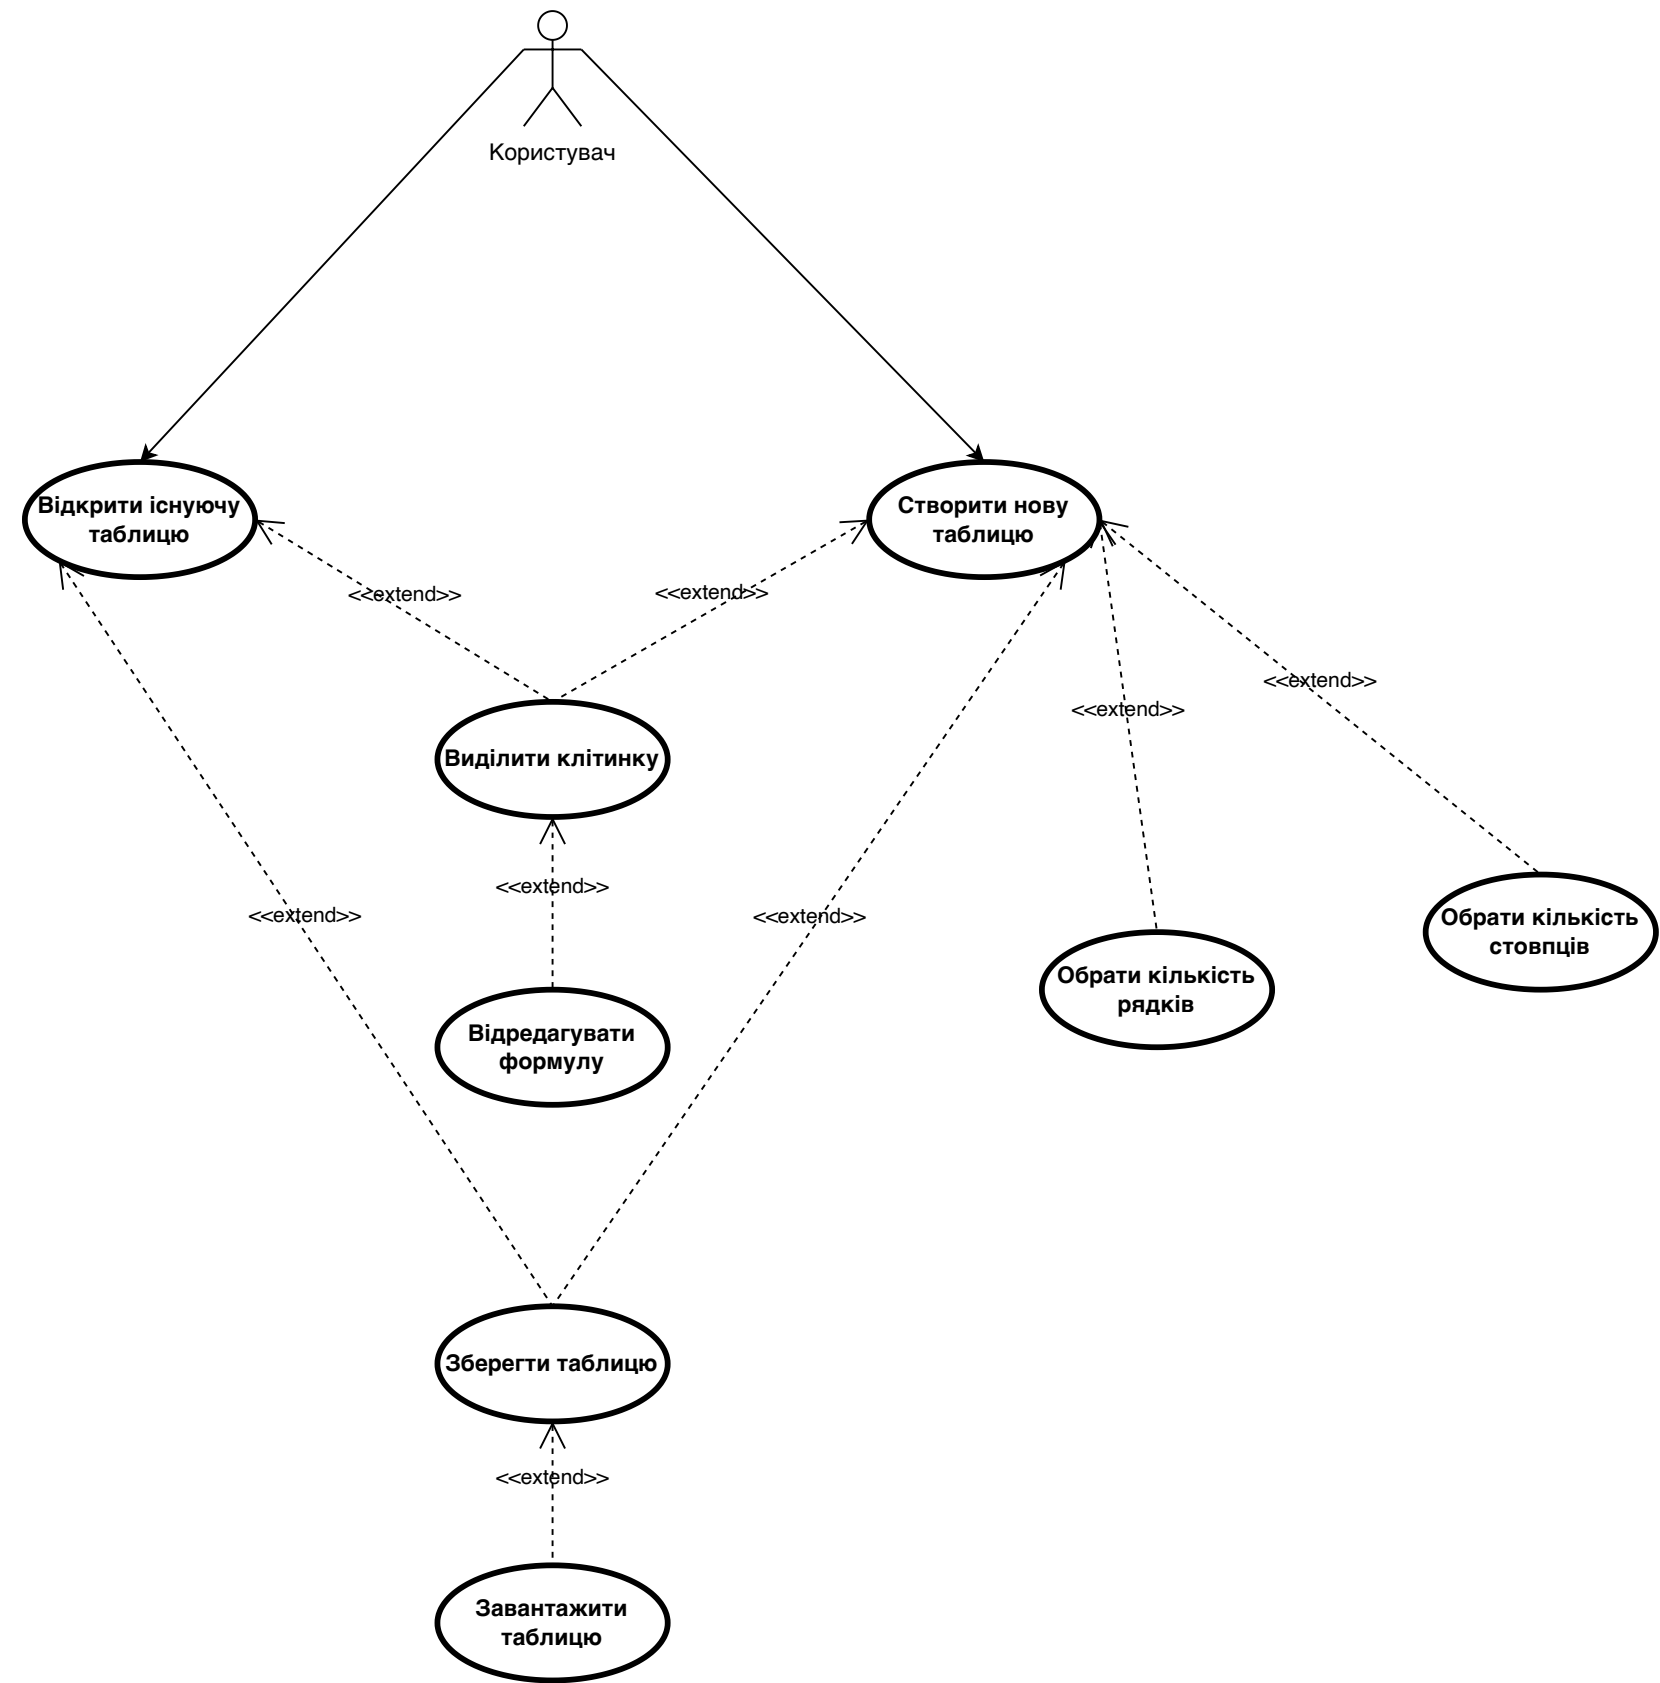 Користувач
Відкрити існуючу
таблицю
Створити нову
таблицю
<<extend>>
<<extend>>
<<extend>>
<<extend>>
Виділити клітинку
<<extend>>
<<extend>>
<<extend>>
Обрати кількість
стовпців
Обрати кількість
рядків
Відредагувати
формулу
Зберегти таблицю
<<extend>>
Завантажити
таблицю